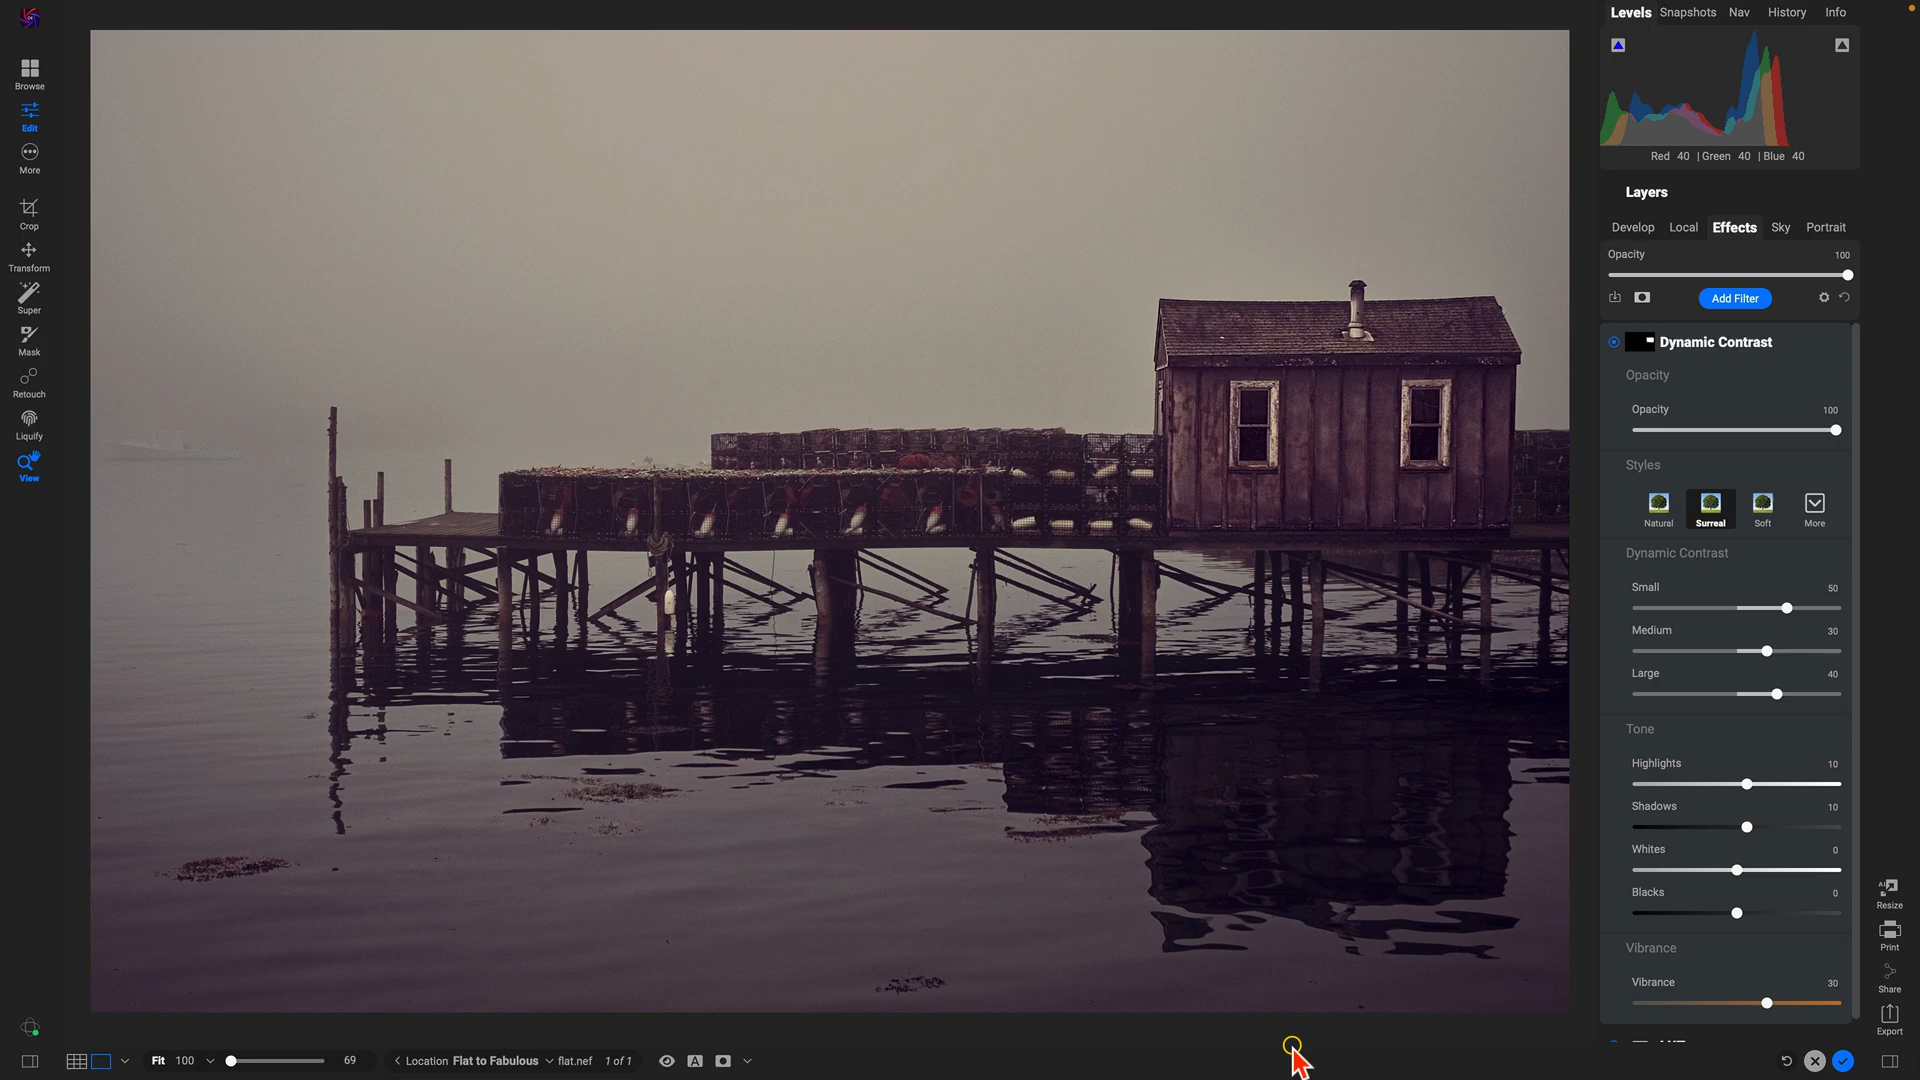 Levels Snapshots Nav History Info
Browse
Edit
More
Crop
Transform
Super
Mask
Retouch
Liquify
View
Red 40 | Green 40 | Blue 40
Layers
Develop Local Effects Sky Portrait
Opacity 100
Add Filter
Dynamic Contrast
Opacity
Opacity 100
Styles
Natural Surreal Soft More
Dynamic Contrast
Small 50
Medium 30
Large 40
Tone
Highlights 10
Shadows 10
Whites 0
Blacks 0
Vibrance
Vibrance 30
AI
Resize
Print
Share
Export
Fit 100 69 Location Flat to Fabulous flat.nef 1 of 1 A